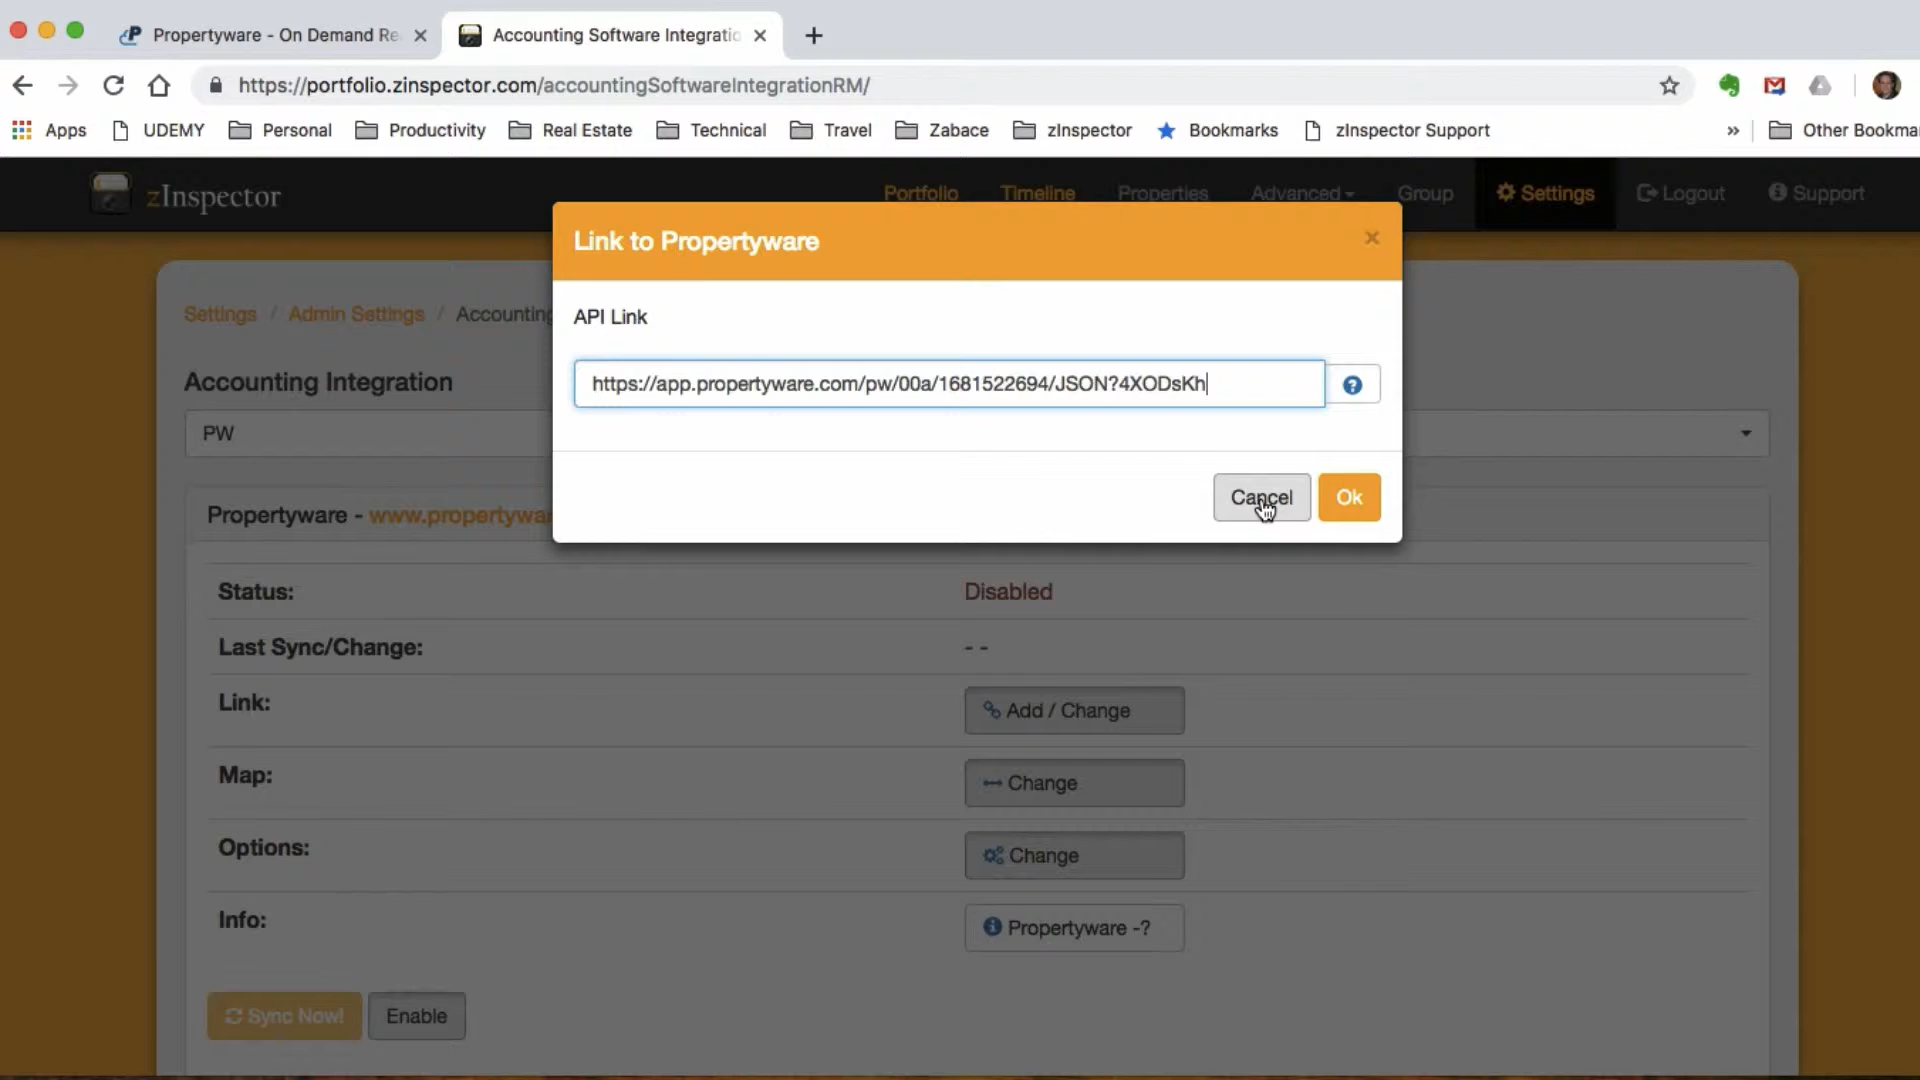 Propertyware - On Demand Re
Accounting Software Integratio
https://portfolio.zinspector.com/accountingSoftwareIntegrationRM/
Apps UDEMY Personal Productivity Real Estate Technical Travel Zabace zInspector Bookmarks zInspector Support » Other Bookma
zInspector Portfolio Timeline Properties Advanced Group Settings Logout Support
Link to Propertyware
Settings / Admin Settings / Accounting
API Link
https://app.propertyware.com/pw/00a/1681522694/JSON?4XODsKh
Accounting Integration
PW
Cancel Ok
Propertyware - www.propertywa
Status: Disabled
Last Sync/Change: - -
Link: Add / Change
Map: Change
Options: Change
Info: Propertyware -?
Sync Now! Enable